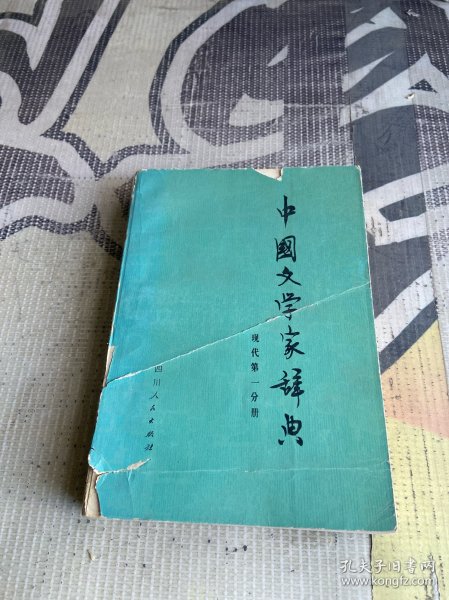 中國文学家辞典
现代第一分册
四川人民出版社
孔夫子旧书网
www.kongfz.com